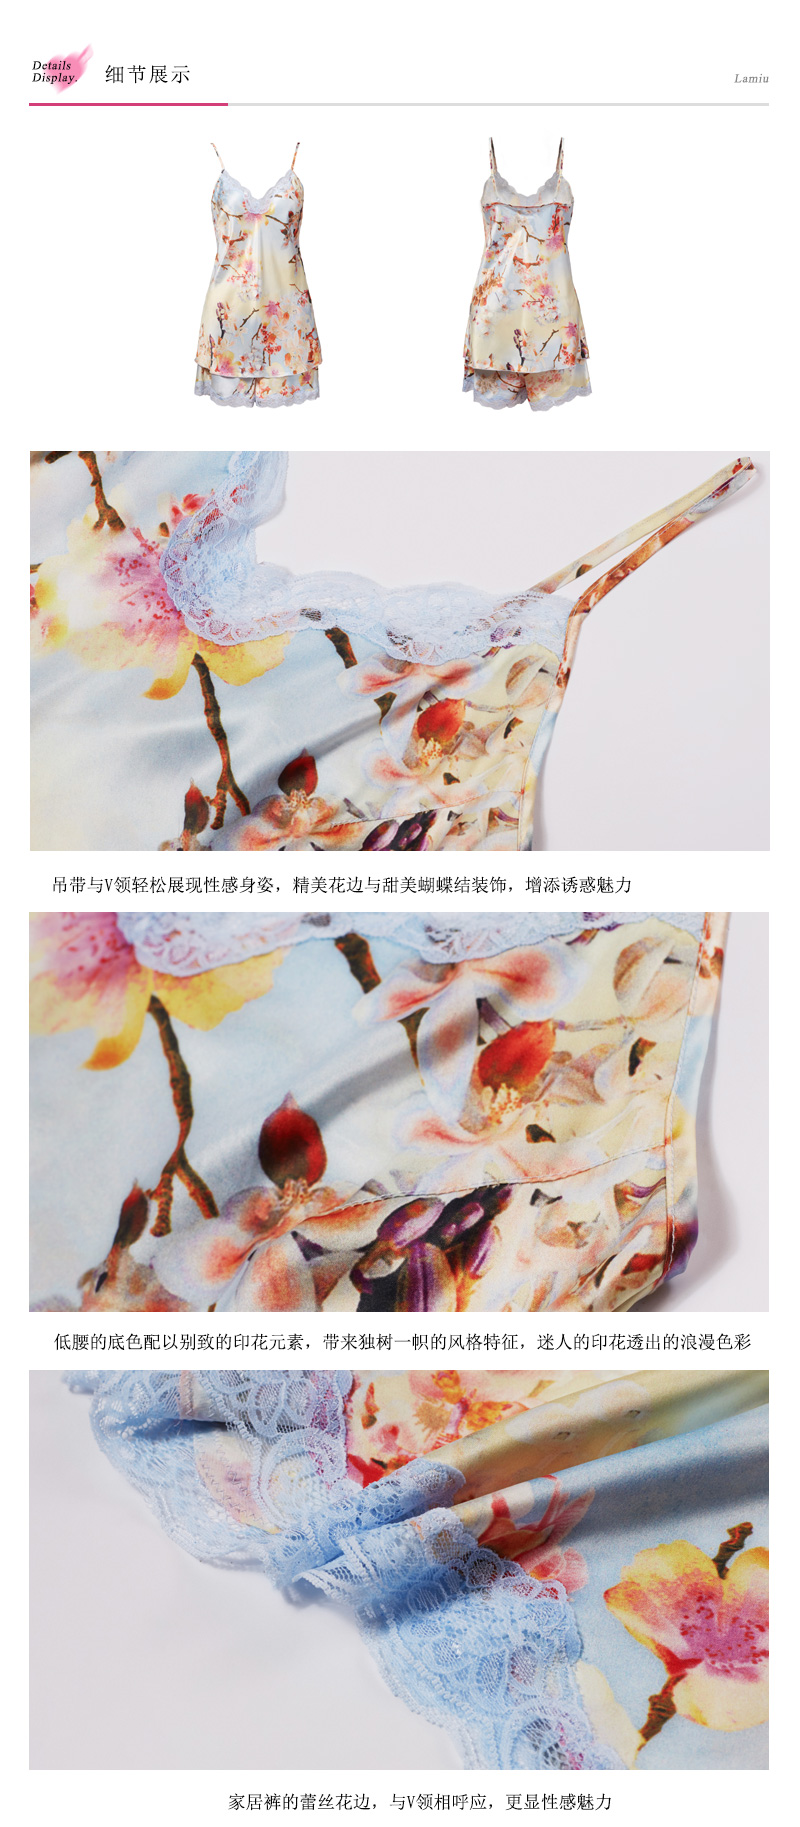 Details
Display.
细节展示
Lamiu
吊带与V领轻松展现性感身姿，精美花边与甜美蝴蝶结装饰，增添诱惑魅力
低腰的底色配以别致的印花元素，带来独树一帜的风格特征，迷人的印花透出的浪漫色彩
家居裤的蕾丝花边，与V领相呼应，更显性感魅力